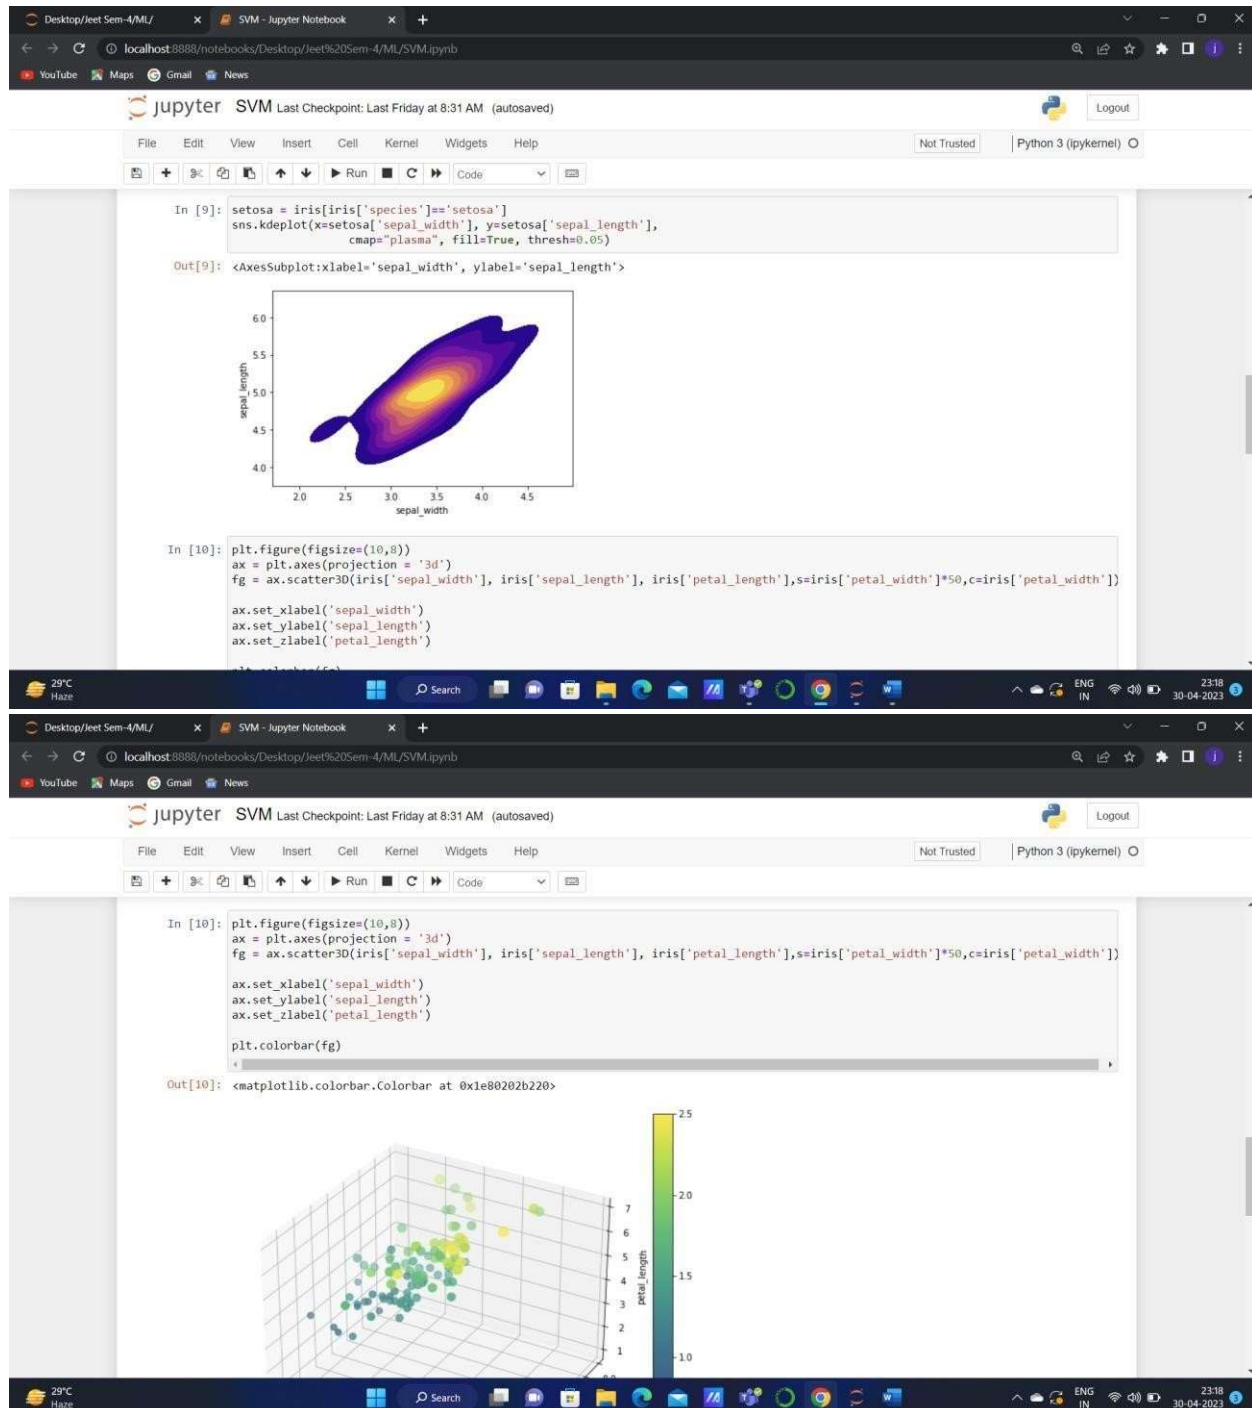 Desktop/Jeet Sem-4/ML/
SVM - Jupyter Notebook
localhost:8888/notebooks/Desktop/Jeet%20Sem-4/ML/SVM.ipynb
YouTube Maps Gmail News
jupyter SVM Last Checkpoint: Last Friday at 8:31 AM (autosaved)
Logout
File Edit View Insert Cell Kernel Widgets Help
Not Trusted Python 3 (ipykernel)
Run Code
In [9]: setosa = iris[iris['species']=='setosa']
sns.kdeplot(x=setosa['sepal_width'], y=setosa['sepal_length'],
cmap="plasma", fill=True, thresh=0.05)
Out[9]: <AxesSubplot:xlabel='sepal_width', ylabel='sepal_length'>
6.0
5.5
5.0
4.5
4.0
sepal_length
2.0 2.5 3.0 3.5 4.0 4.5
sepal_width
In [10]: plt.figure(figsize=(10,8))
ax = plt.axes(projection = '3d')
fg = ax.scatter3D(iris['sepal_width'], iris['sepal_length'], iris['petal_length'],s=iris['petal_width']*50,c=iris['petal_width'])
ax.set_xlabel('sepal_width')
ax.set_ylabel('sepal_length')
ax.set_zlabel('petal_length')
plt.colorbar(fg)
29°C
Haze
Search
ENG
IN
23:18
30-04-2023
3
Desktop/Jeet Sem-4/ML/
SVM - Jupyter Notebook
localhost:8888/notebooks/Desktop/Jeet%20Sem-4/ML/SVM.ipynb
YouTube Maps Gmail News
jupyter SVM Last Checkpoint: Last Friday at 8:31 AM (autosaved)
Logout
File Edit View Insert Cell Kernel Widgets Help
Not Trusted Python 3 (ipykernel)
Run Code
In [10]: plt.figure(figsize=(10,8))
ax = plt.axes(projection = '3d')
fg = ax.scatter3D(iris['sepal_width'], iris['sepal_length'], iris['petal_length'],s=iris['petal_width']*50,c=iris['petal_width'])
ax.set_xlabel('sepal_width')
ax.set_ylabel('sepal_length')
ax.set_zlabel('petal_length')
plt.colorbar(fg)
Out[10]: <matplotlib.colorbar.Colorbar at 0x1e80202b220>
7
6
5
4
3
2
1
petal_length
2.5
2.0
1.5
1.0
29°C
Haze
Search
ENG
IN
23:18
30-04-2023
3